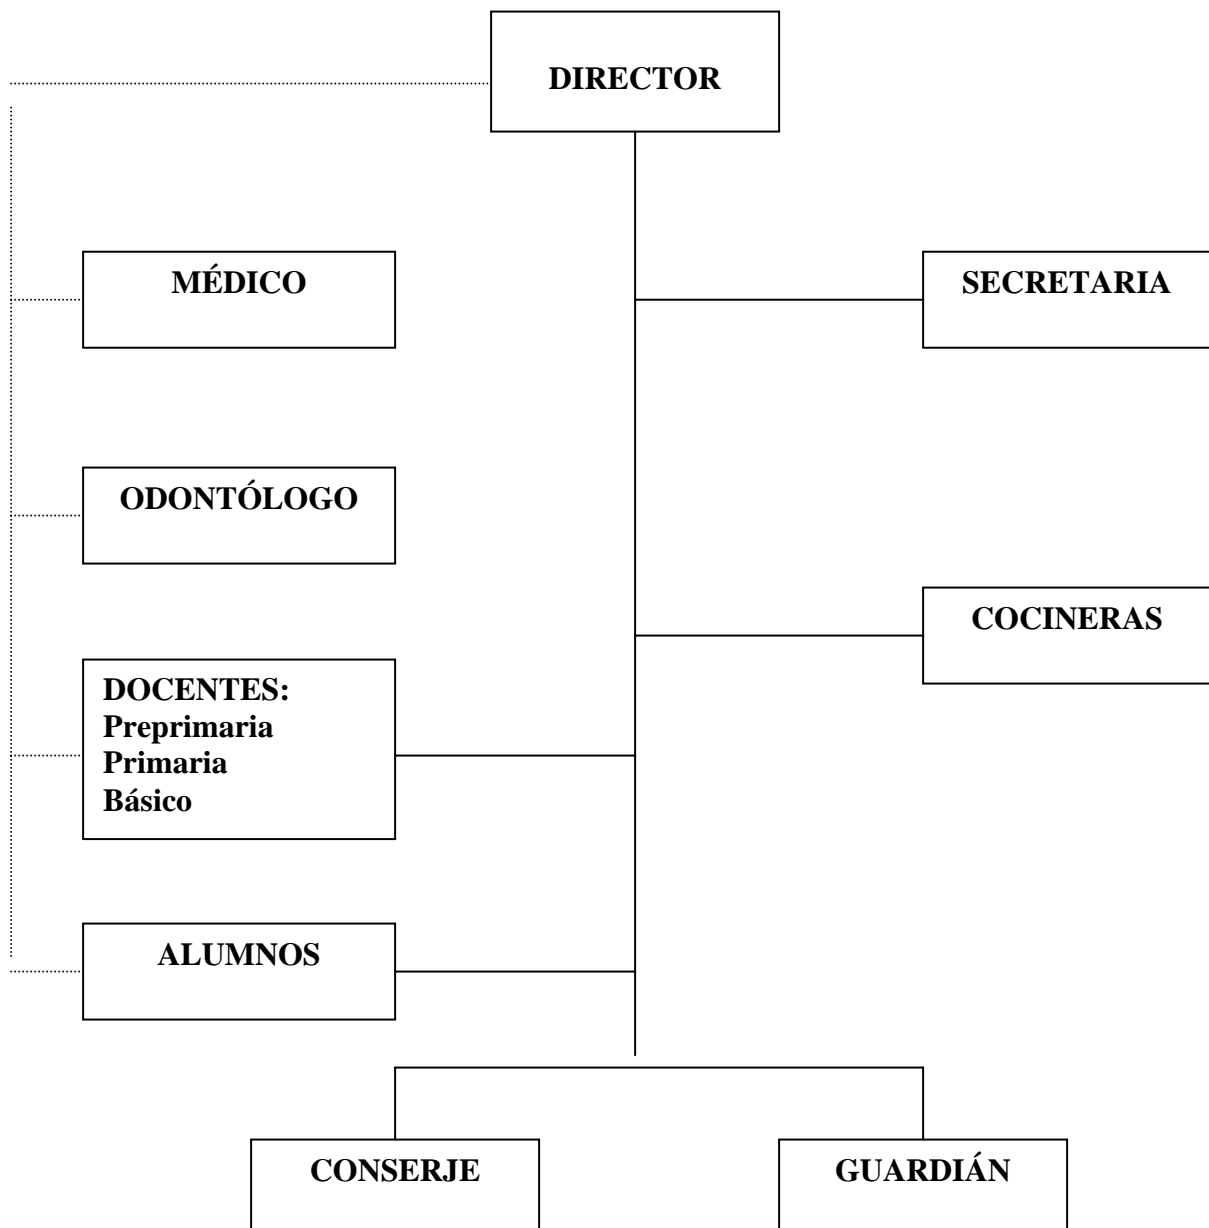 DIRECTOR
MÉDICO
SECRETARIA
ODONTÓLOGO
COCINERAS
DOCENTES:
Preprimaria
Primaria
Básico
ALUMNOS
CONSERJE
GUARDIÁN